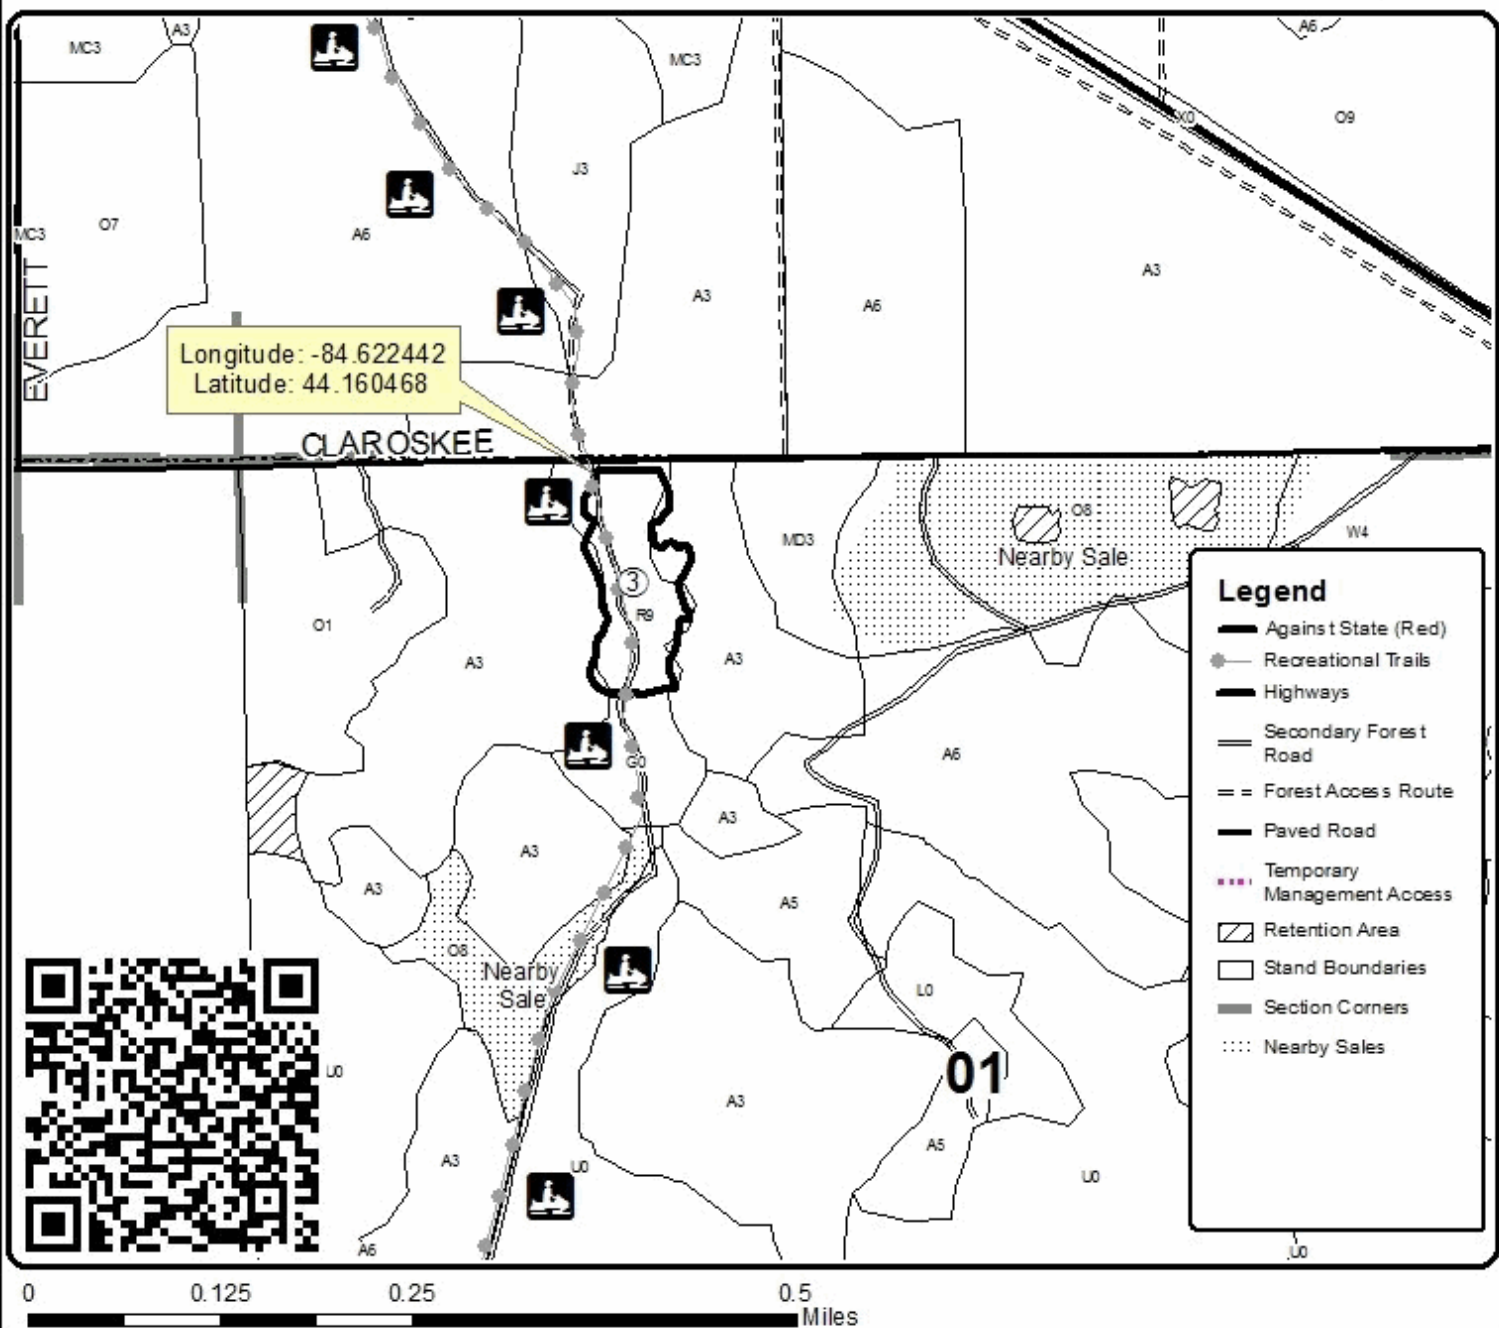 A3
MC3
MC3
A6
X0
O9
J3
O7
MC3
A6
A3
A3
A6
EVERETT
Longitude: -84.622442
Latitude: 44.160468
CLAROSKEE
O8
W4
MD3
Nearby Sale
3
R9
O1
A3
A3
G0
A6
A3
A3
A3
A5
O8
Nearby
Sale
L0
U0
01
A3
A5
A3
U0
U0
A6
U0
Legend
Against State (Red)
Recreational Trails
Highways
Secondary Forest
Road
Forest Access Route
Paved Road
Temporary
Management Access
Retention Area
Stand Boundaries
Section Corners
Nearby Sales
0 0.125 0.25 0.5
Miles